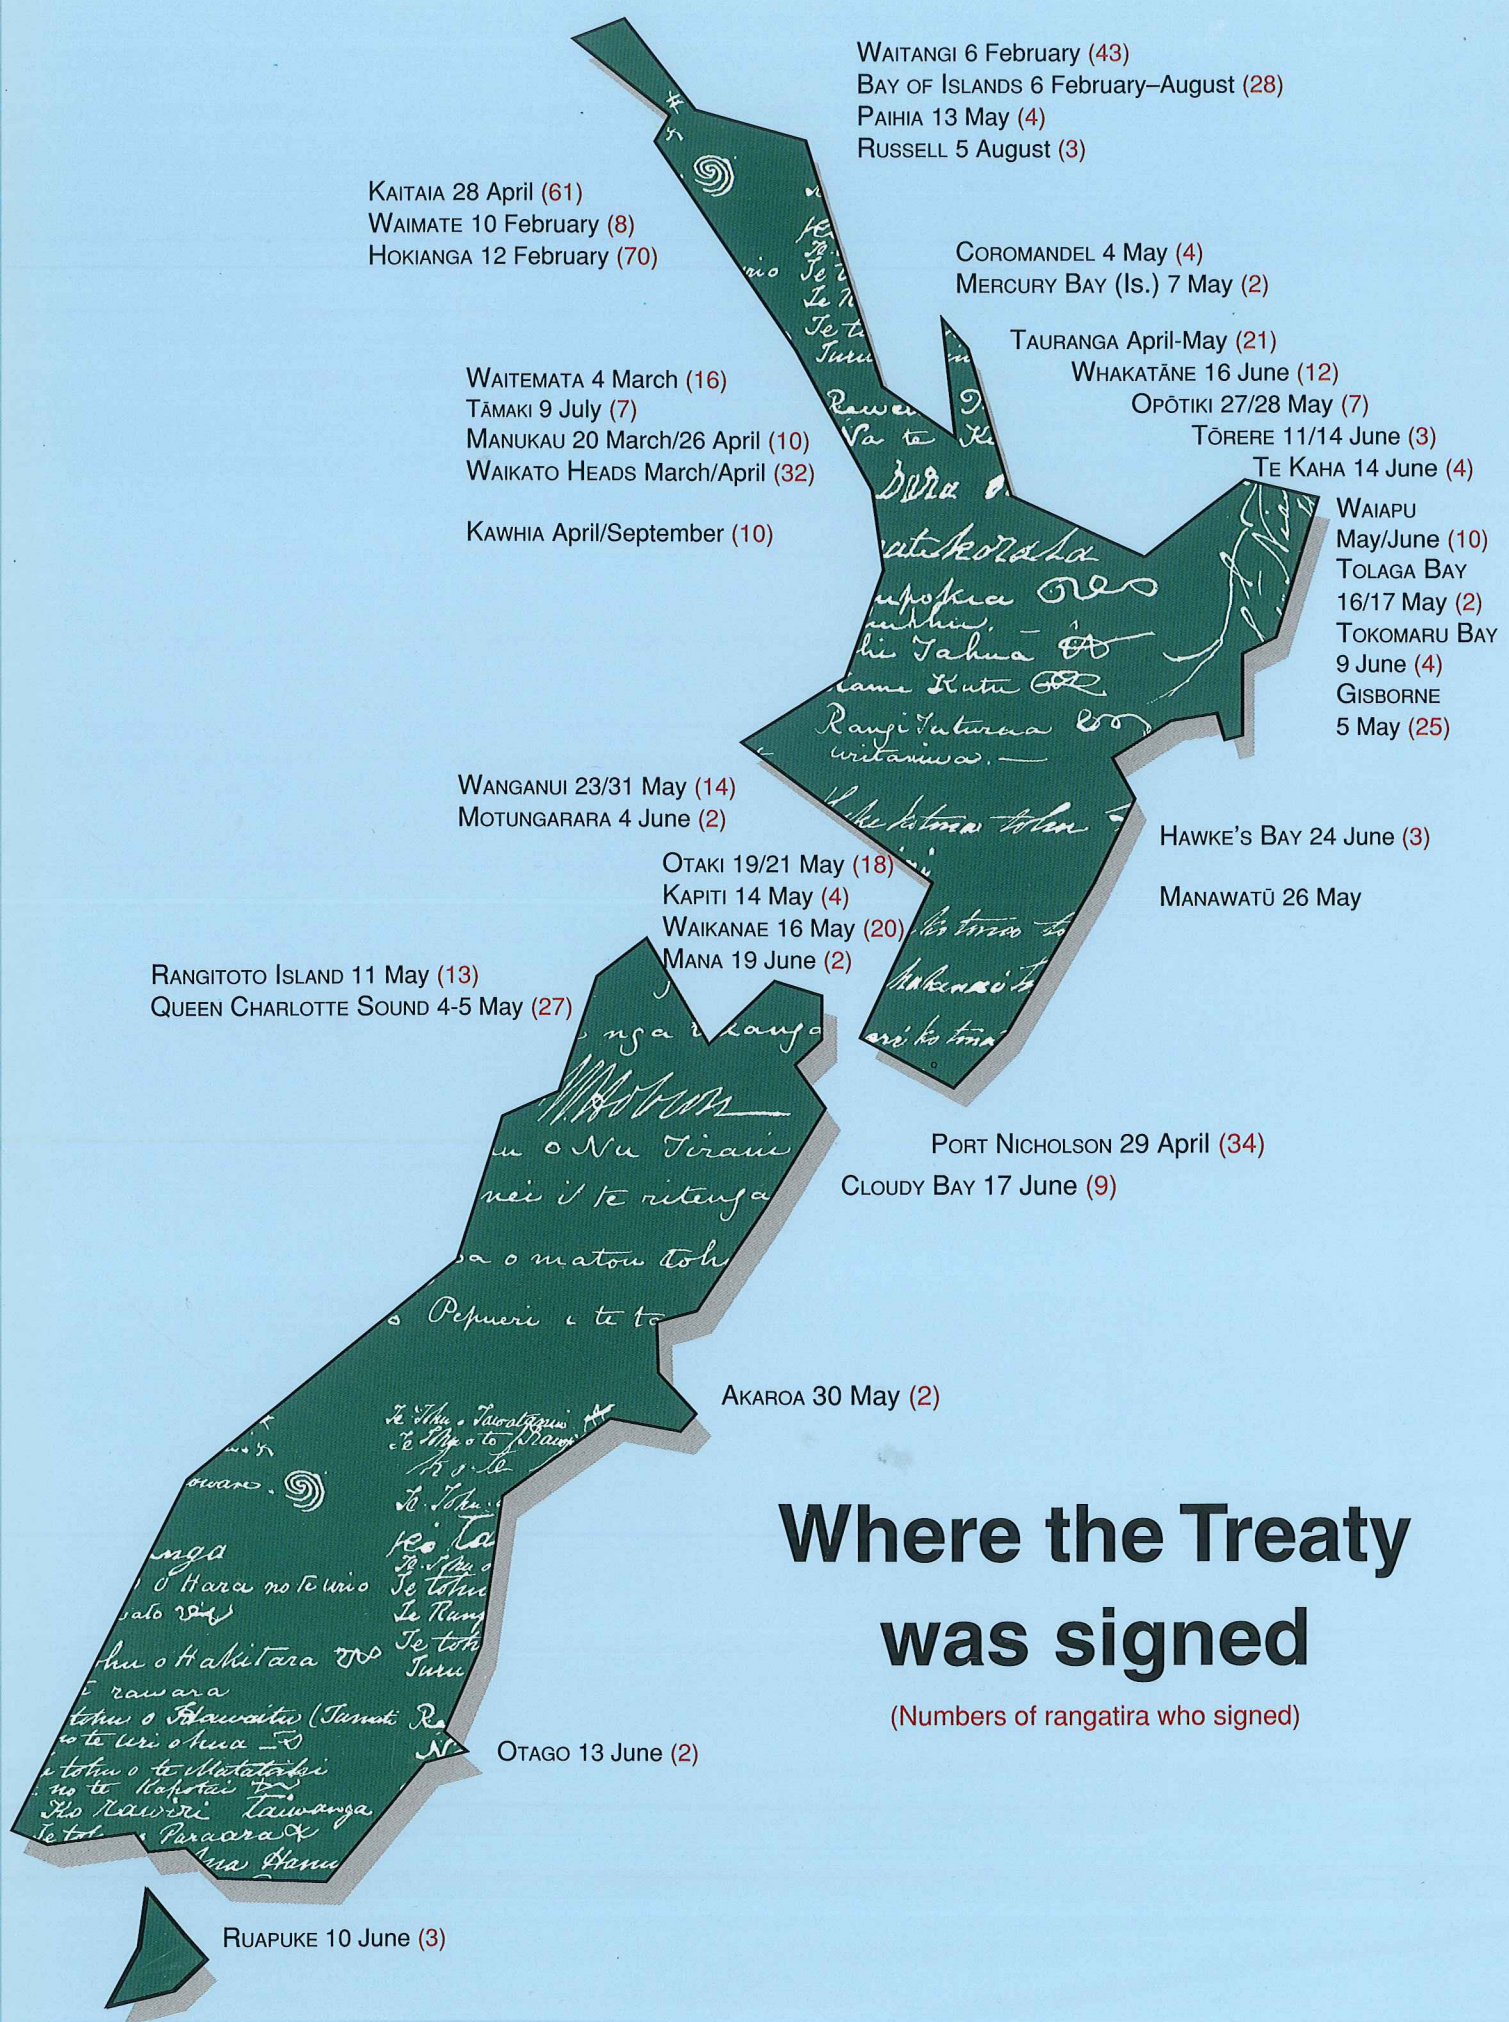 WAITANGI 6 February (43)
BAY OF ISLANDS 6 February–August (28)
PAIHIA 13 May (4)
RUSSELL 5 August (3)
KAITAIA 28 April (61)
WAIMATE 10 February (8)
HOKIANGA 12 February (70)
COROMANDEL 4 May (4)
MERCURY BAY (Is.) 7 May (2)
TAURANGA April-May (21)
WHAKATĀNE 16 June (12)
OPŌTIKI 27/28 May (7)
TŌRERE 11/14 June (3)
TE KAHA 14 June (4)
WAITEMATA 4 March (16)
TĀMAKI 9 July (7)
MANUKAU 20 March/26 April (10)
WAIKATO HEADS March/April (32)
KAWHIA April/September (10)
WAIAPU
May/June (10)
TOLAGA BAY
16/17 May (2)
TOKOMARU BAY
9 June (4)
GISBORNE
5 May (25)
WANGANUI 23/31 May (14)
MOTUNGARARA 4 June (2)
HAWKE'S BAY 24 June (3)
MANAWATŪ 26 May
OTAKI 19/21 May (18)
KAPITI 14 May (4)
WAIKANAE 16 May (20)
MANA 19 June (2)
RANGITOTO ISLAND 11 May (13)
QUEEN CHARLOTTE SOUND 4-5 May (27)
nga
o Nu Tirani
nei i te ritenga
o matou
Pepueri i te
PORT NICHOLSON 29 April (34)
CLOUDY BAY 17 June (9)
AKAROA 30 May (2)
Where the Treaty
was signed
(Numbers of rangatira who signed)
OTAGO 13 June (2)
RUAPUKE 10 June (3)